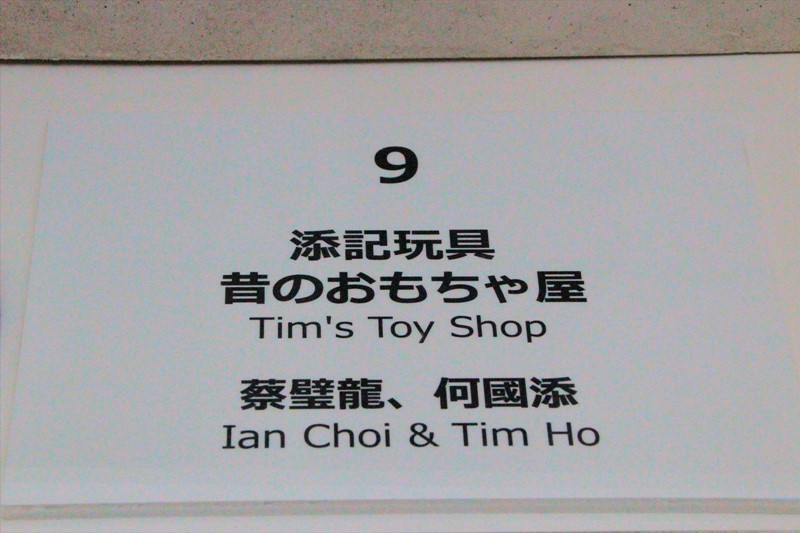 9
添記玩具
昔のおもちゃ屋
Tim's Toy Shop
蔡璧龍、何國添
Ian Choi & Tim Ho